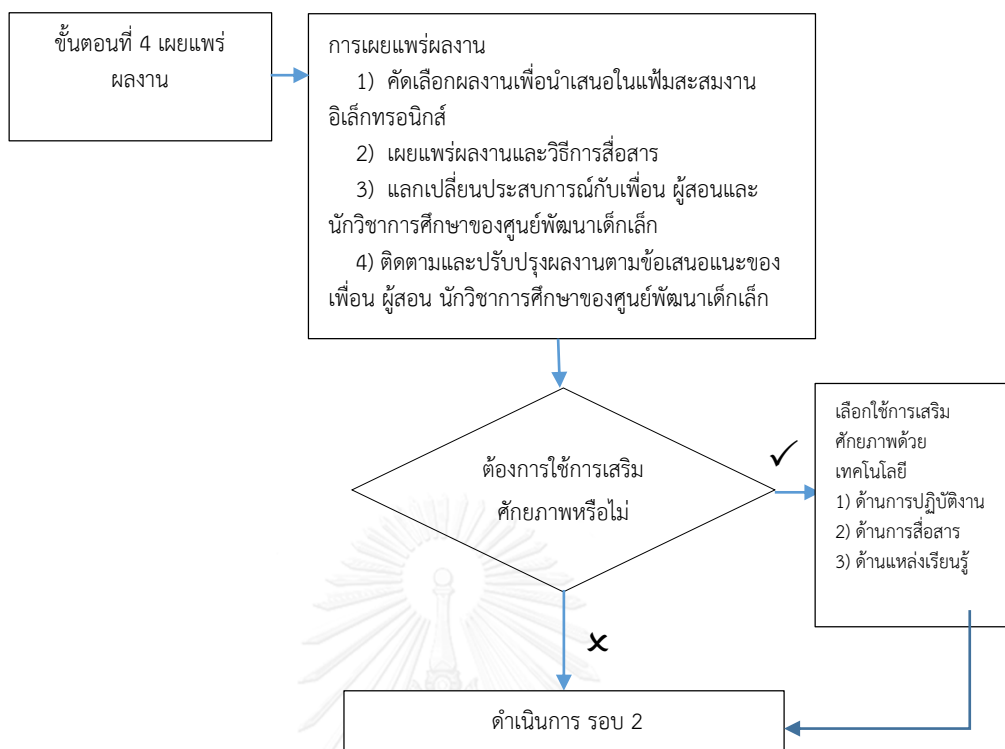 ขั้นตอนที่ 4 เผยแพร่
ผลงาน
การเผยแพร่ผลงาน
1) คัดเลือกผลงานเพื่อนำเสนอในแฟ้มสะสมงาน
อิเล็กทรอนิกส์
2) เผยแพร่ผลงานและวิธีการสื่อสาร
3) แลกเปลี่ยนประสบการณ์กับเพื่อน ผู้สอนและ
นักวิชาการศึกษาของศูนย์พัฒนาเด็กเล็ก
4) ติดตามและปรับปรุงผลงานตามข้อเสนอแนะของ
เพื่อน ผู้สอน นักวิชาการศึกษาของศูนย์พัฒนาเด็กเล็ก
ต้องการใช้การเสริม
ศักยภาพหรือไม่
เลือกใช้การเสริม
ศักยภาพด้วย
เทคโนโลยี
1) ด้านการปฏิบัติงาน
2) ด้านการสื่อสาร
3) ด้านแหล่งเรียนรู้
ดำเนินการ รอบ 2